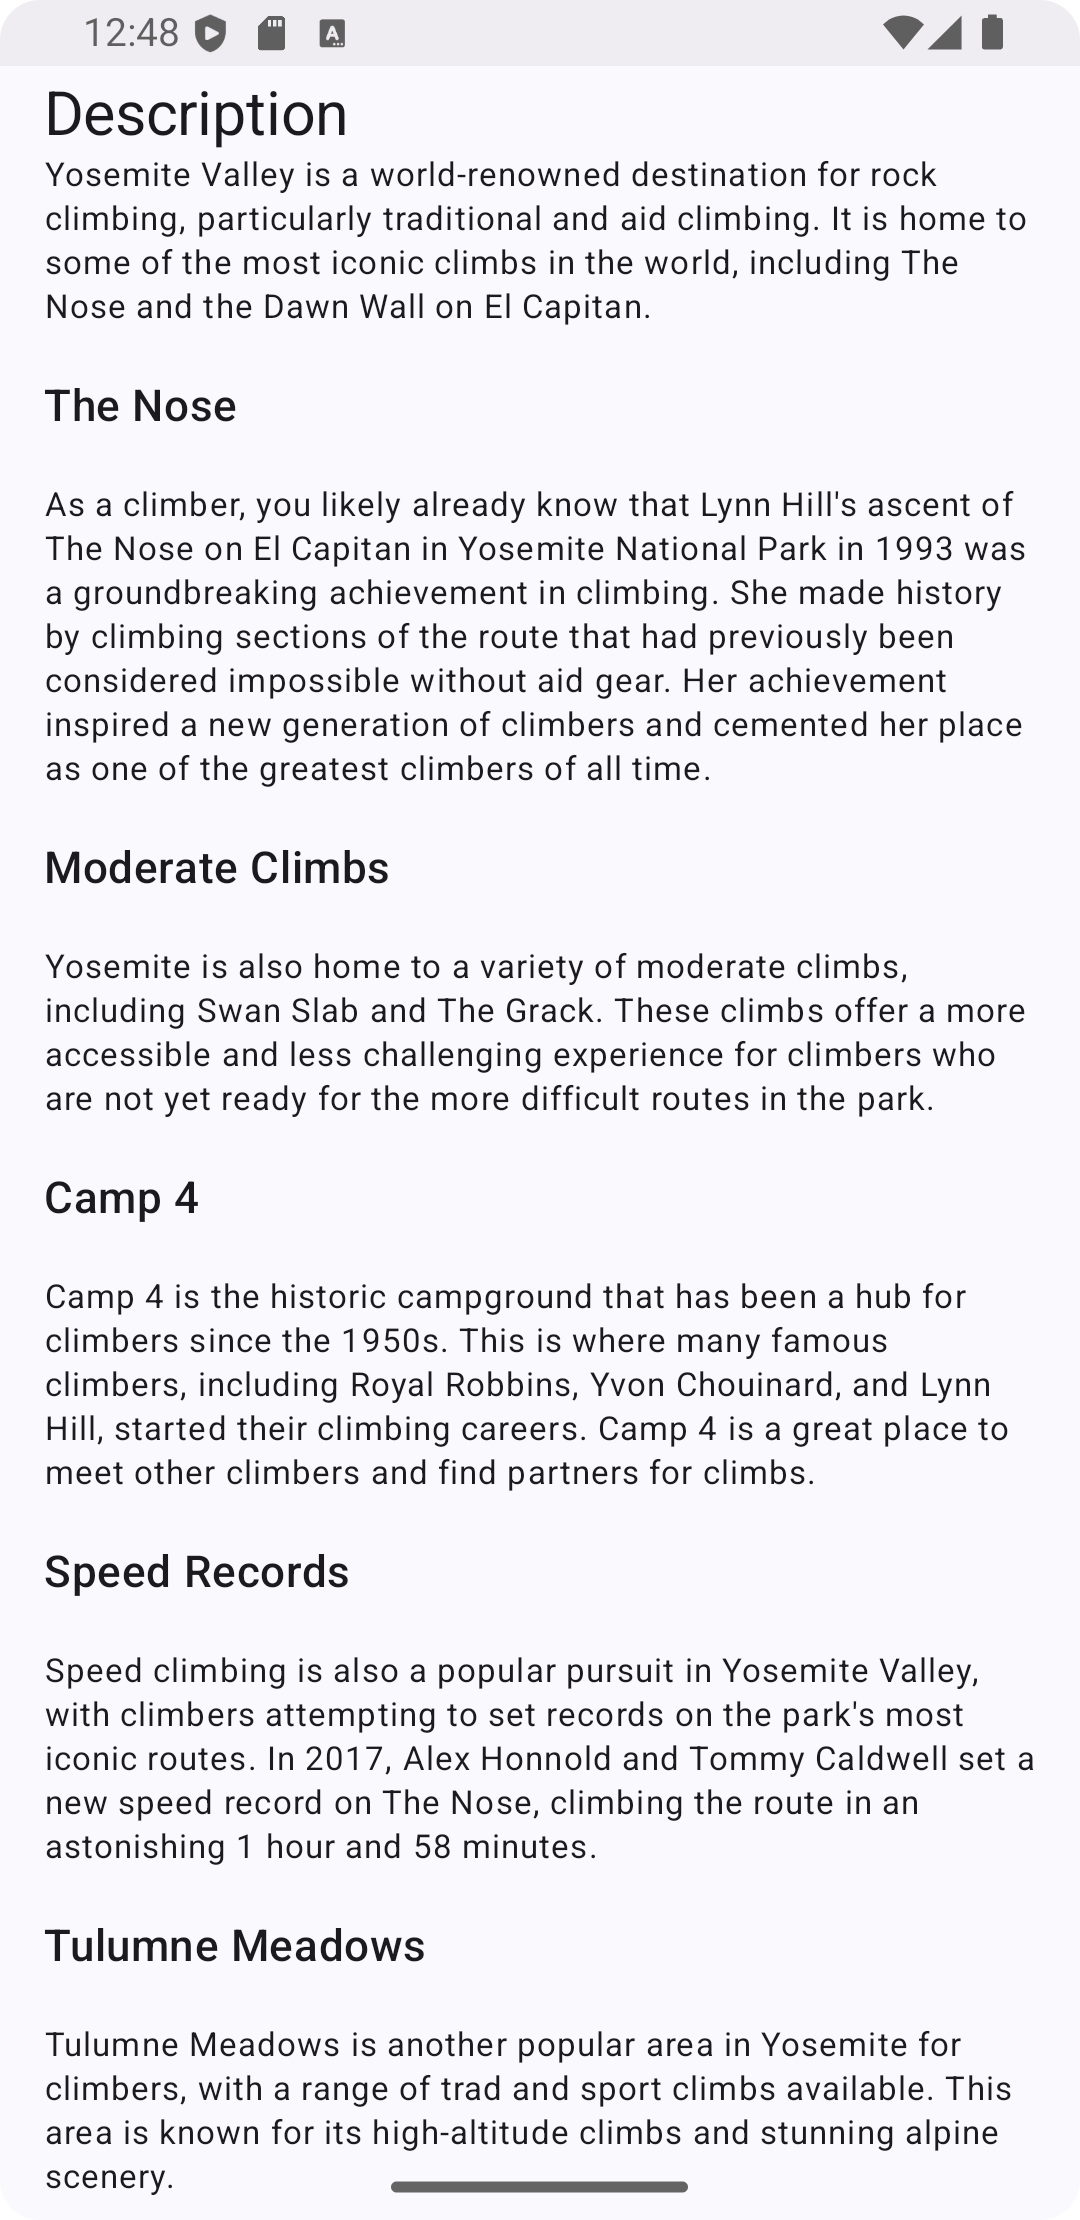 12:48
Description
Yosemite Valley is a world-renowned destination for rock
climbing, particularly traditional and aid climbing. It is home to
some of the most iconic climbs in the world, including The
Nose and the Dawn Wall on El Capitan.
The Nose
As a climber, you likely already know that Lynn Hill's ascent of
The Nose on El Capitan in Yosemite National Park in 1993 was
a groundbreaking achievement in climbing. She made history
by climbing sections of the route that had previously been
considered impossible without aid gear. Her achievement
inspired a new generation of climbers and cemented her place
as one of the greatest climbers of all time.
Moderate Climbs
Yosemite is also home to a variety of moderate climbs,
including Swan Slab and The Grack. These climbs offer a more
accessible and less challenging experience for climbers who
are not yet ready for the more difficult routes in the park.
Camp 4
Camp 4 is the historic campground that has been a hub for
climbers since the 1950s. This is where many famous
climbers, including Royal Robbins, Yvon Chouinard, and Lynn
Hill, started their climbing careers. Camp 4 is a great place to
meet other climbers and find partners for climbs.
Speed Records
Speed climbing is also a popular pursuit in Yosemite Valley,
with climbers attempting to set records on the park's most
iconic routes. In 2017, Alex Honnold and Tommy Caldwell set a
new speed record on The Nose, climbing the route in an
astonishing 1 hour and 58 minutes.
Tulumne Meadows
Tulumne Meadows is another popular area in Yosemite for
climbers, with a range of trad and sport climbs available. This
area is known for its high-altitude climbs and stunning alpine
scenery.